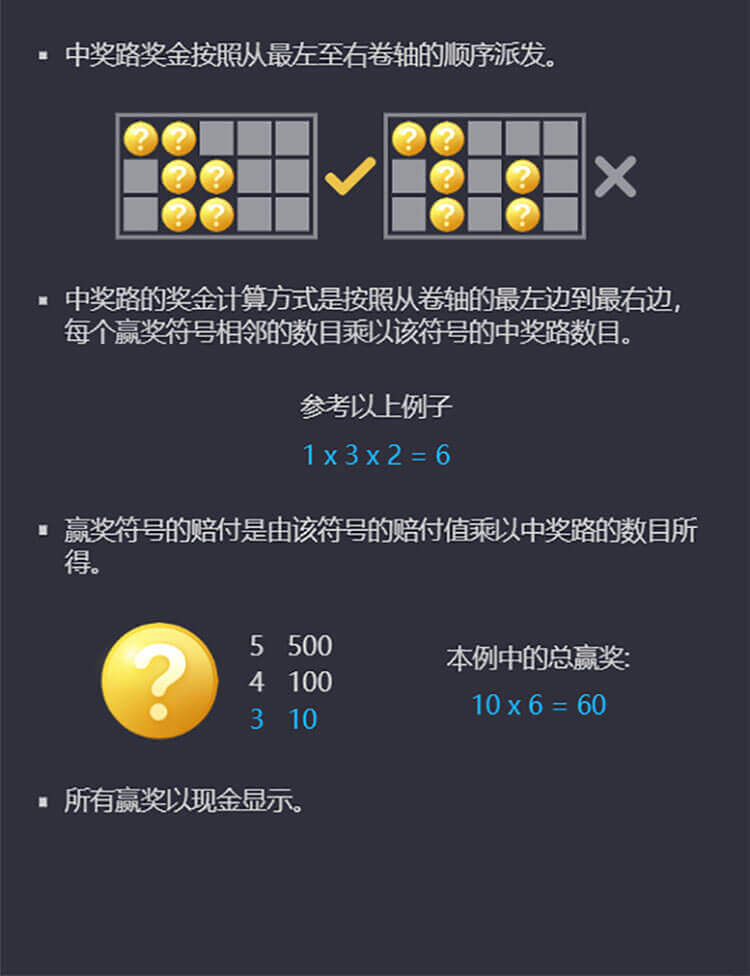 中奖路奖金按照从最左至右卷轴的顺序派发。
中奖路的奖金计算方式是按照从卷轴的最左边到最右边，
每个赢奖符号相邻的数目乘以该符号的中奖路数目。
参考以上例子
1 x 3 x 2 = 6
赢奖符号的赔付是由该符号的赔付值乘以中奖路的数目所
得。
5 500
4 100
3 10
本例中的总赢奖:
10 x 6 = 60
所有赢奖以现金显示。